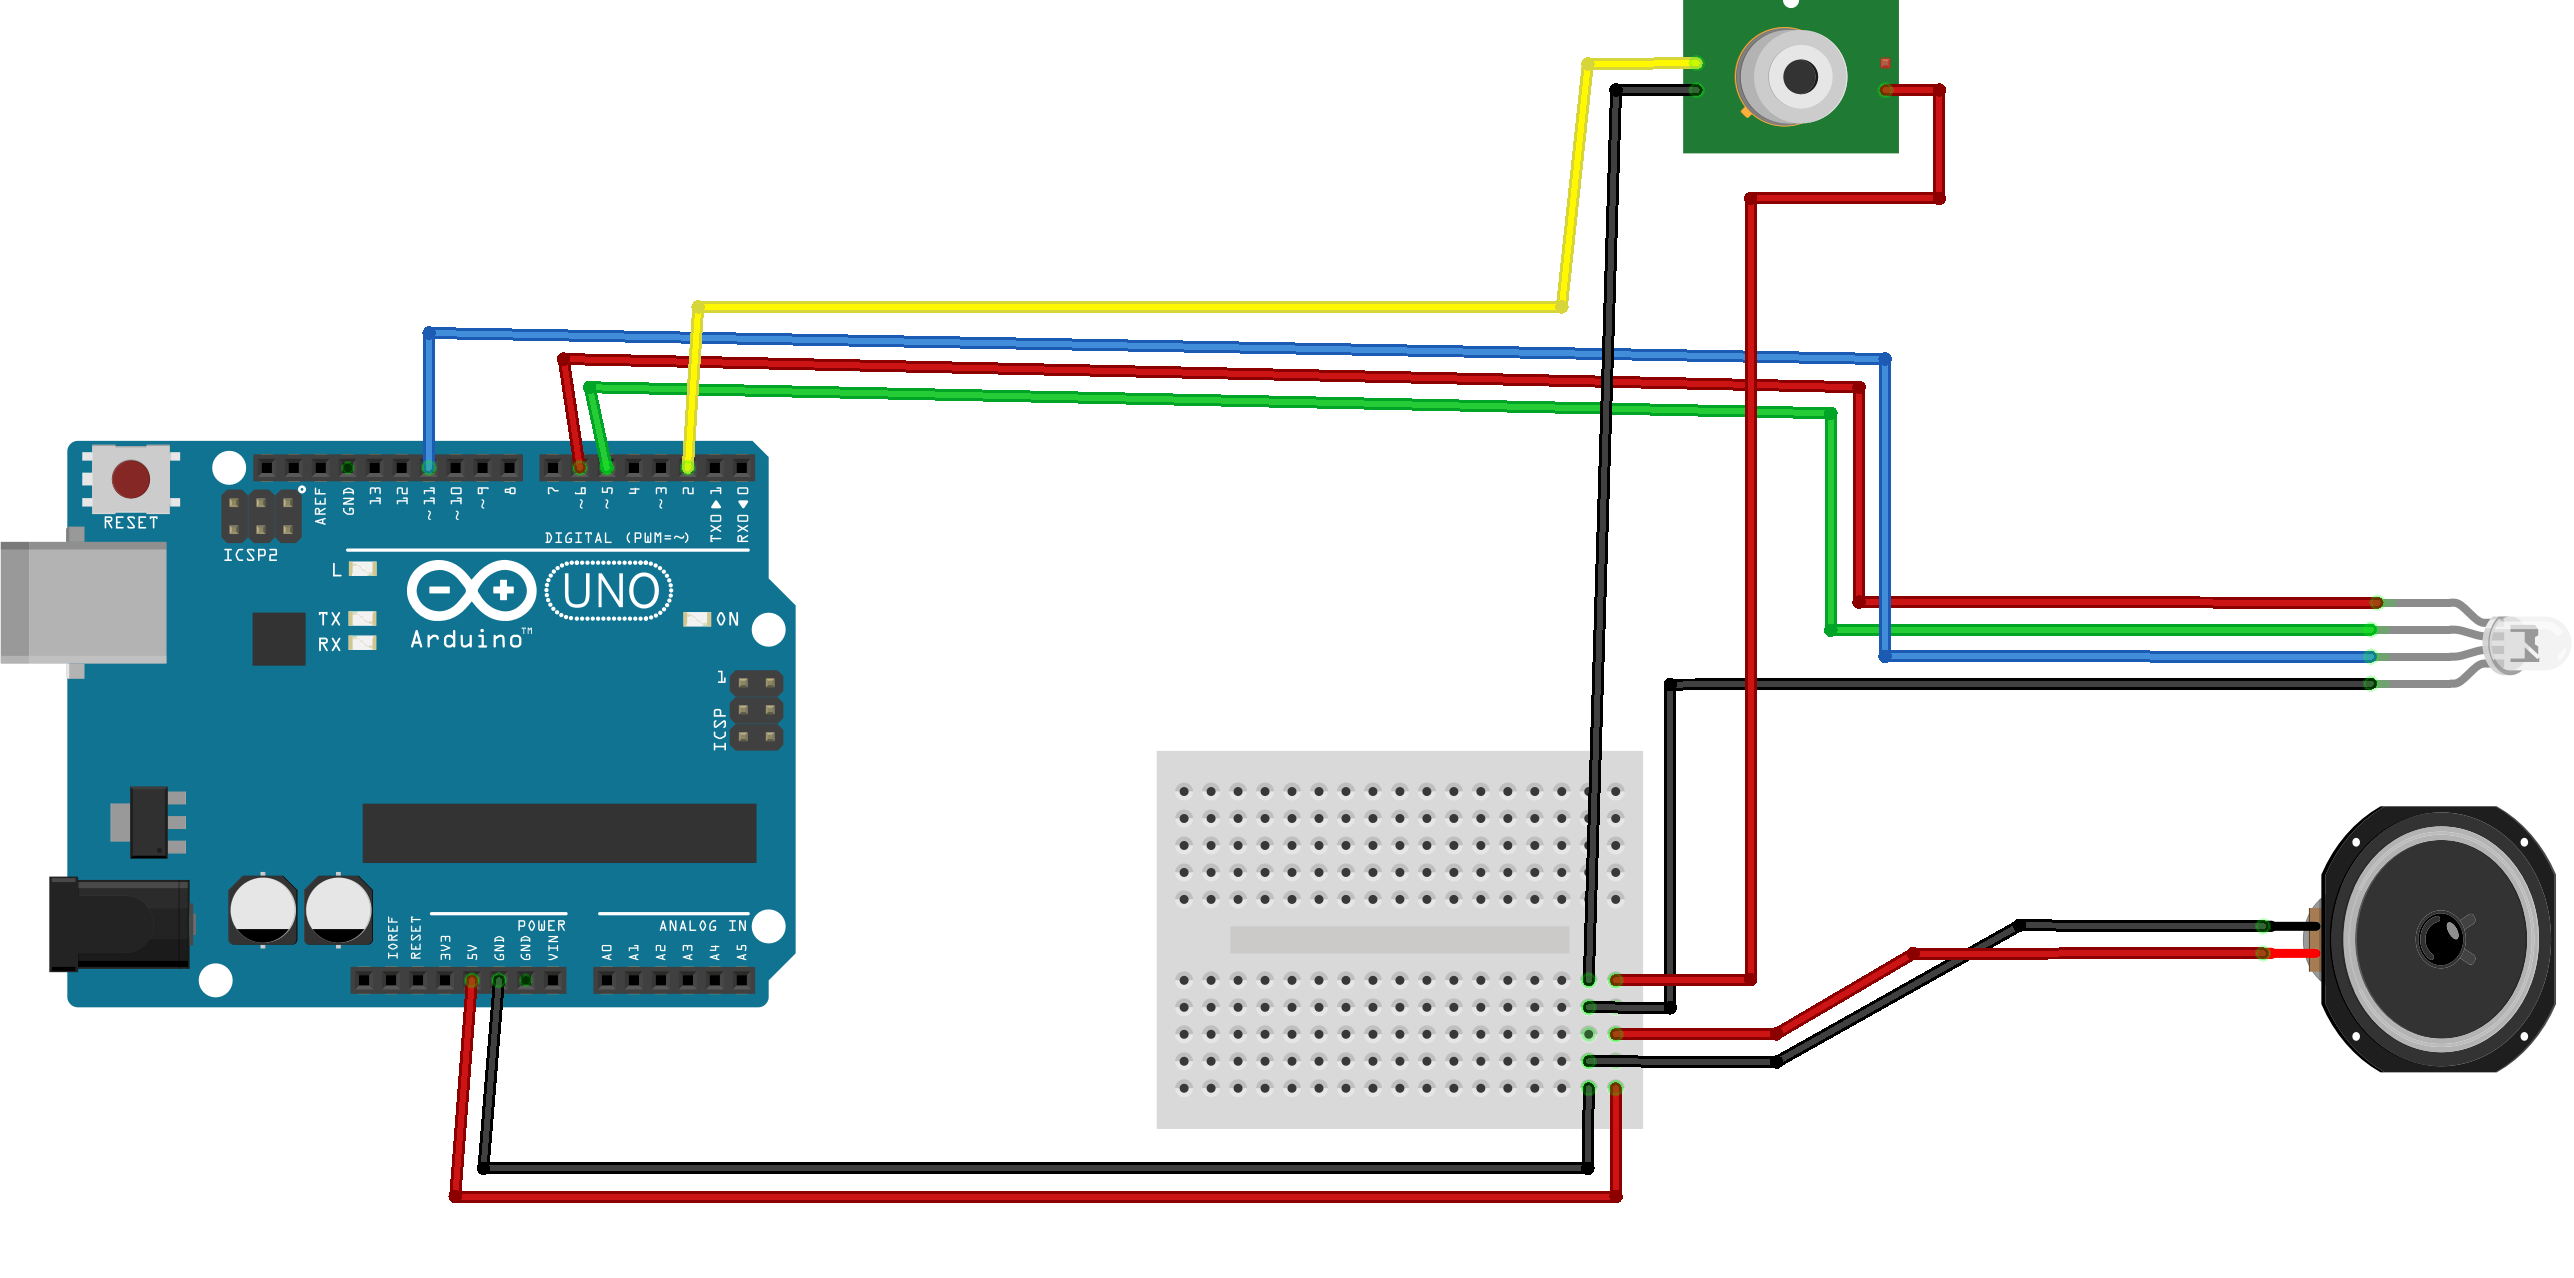 RESET
ICSP2
AREF
GND
13
12
~11
~10
~9
8
7
~6
~5
4
~3
2
TX0▶1
RX0◀0
DIGITAL (PWM=~)
L
TX
RX
Arduino™
UNO
ON
1
ICSP
IOREF
RESET
3V3
5V
GND
GND
VIN
POWER
ANALOG IN
A0
A1
A2
A3
A4
A5